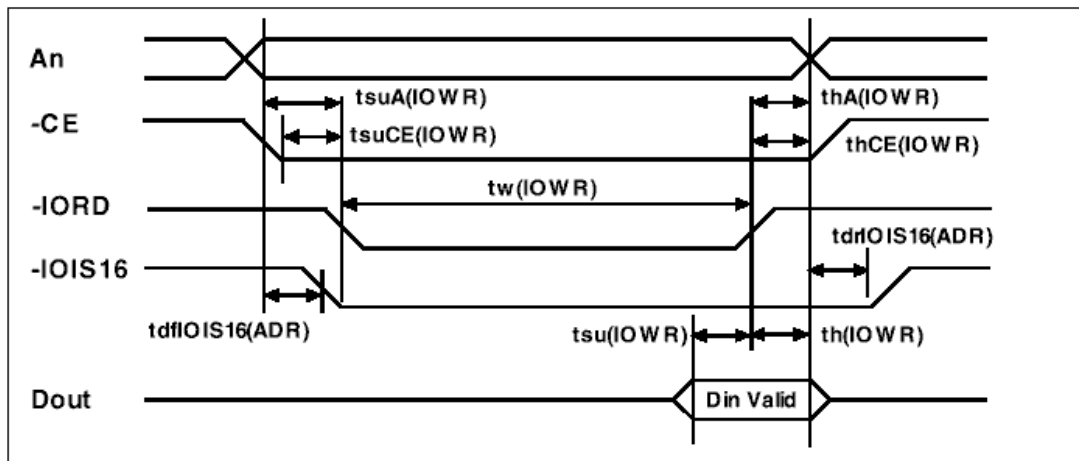 An
tsuA(IOWR)
thA(IOWR)
-CE
tsuCE(IOWR)
thCE(IOWR)
tw(IOWR)
-IORD
tdrIOIS16(ADR)
-IOIS16
tdfIOIS16(ADR)
tsu(IOWR)
th(IOWR)
Dout
Din Valid